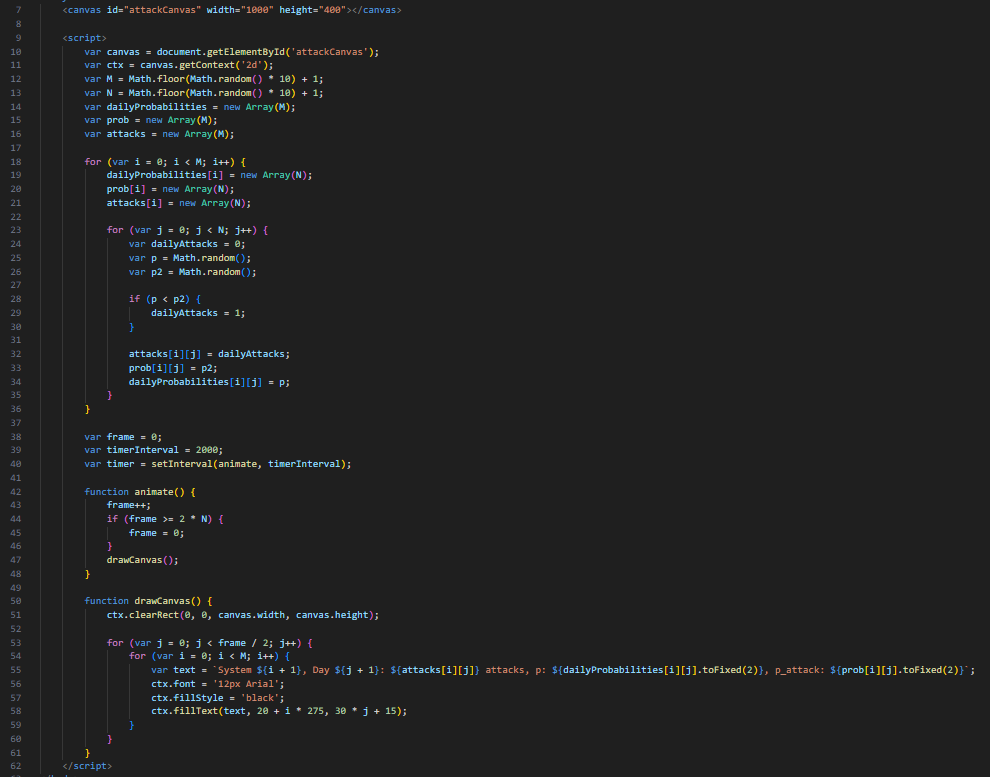 7 <canvas id="attackCanvas" width="1000" height="400"></canvas>
8
9 <script>
10 var canvas = document.getElementById('attackCanvas');
11 var ctx = canvas.getContext('2d');
12 var M = Math.floor(Math.random() * 10) + 1;
13 var N = Math.floor(Math.random() * 10) + 1;
14 var dailyProbabilities = new Array(M);
15 var prob = new Array(M);
16 var attacks = new Array(M);
17
18 for (var i = 0; i < M; i++) {
19 dailyProbabilities[i] = new Array(N);
20 prob[i] = new Array(N);
21 attacks[i] = new Array(N);
22
23 for (var j = 0; j < N; j++) {
24 var dailyAttacks = 0;
25 var p = Math.random();
26 var p2 = Math.random();
27
28 if (p < p2) {
29 dailyAttacks = 1;
30 }
31
32 attacks[i][j] = dailyAttacks;
33 prob[i][j] = p2;
34 dailyProbabilities[i][j] = p;
35 }
36 }
37
38 var frame = 0;
39 var timerInterval = 2000;
40 var timer = setInterval(animate, timerInterval);
41
42 function animate() {
43 frame++;
44 if (frame >= 2 * N) {
45 frame = 0;
46 }
47 drawCanvas();
48 }
49
50 function drawCanvas() {
51 ctx.clearRect(0, 0, canvas.width, canvas.height);
52
53 for (var j = 0; j < frame / 2; j++) {
54 for (var i = 0; i < M; i++) {
55 var text = `System ${i + 1}, Day ${j + 1}: ${attacks[i][j]} attacks, p: ${dailyProbabilities[i][j].toFixed(2)}, p_attack: ${prob[i][j].toFixed(2)}`;
56 ctx.font = '12px Arial';
57 ctx.fillStyle = 'black';
58 ctx.fillText(text, 20 + i * 275, 30 * j + 15);
59 }
60 }
61 }
62 </script>